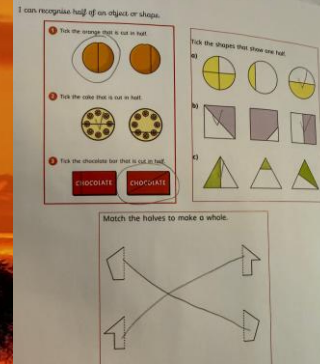 I can recognise half of an object or shape.
1 Tick the orange that is cut in half.
2 Tick the cake that is cut in half.
3 Tick the chocolate bar that is cut in half.
CHOCOLATE CHOCOLATE
Tick the shapes that show one half.
a)
b)
c)
Match the halves to make a whole.